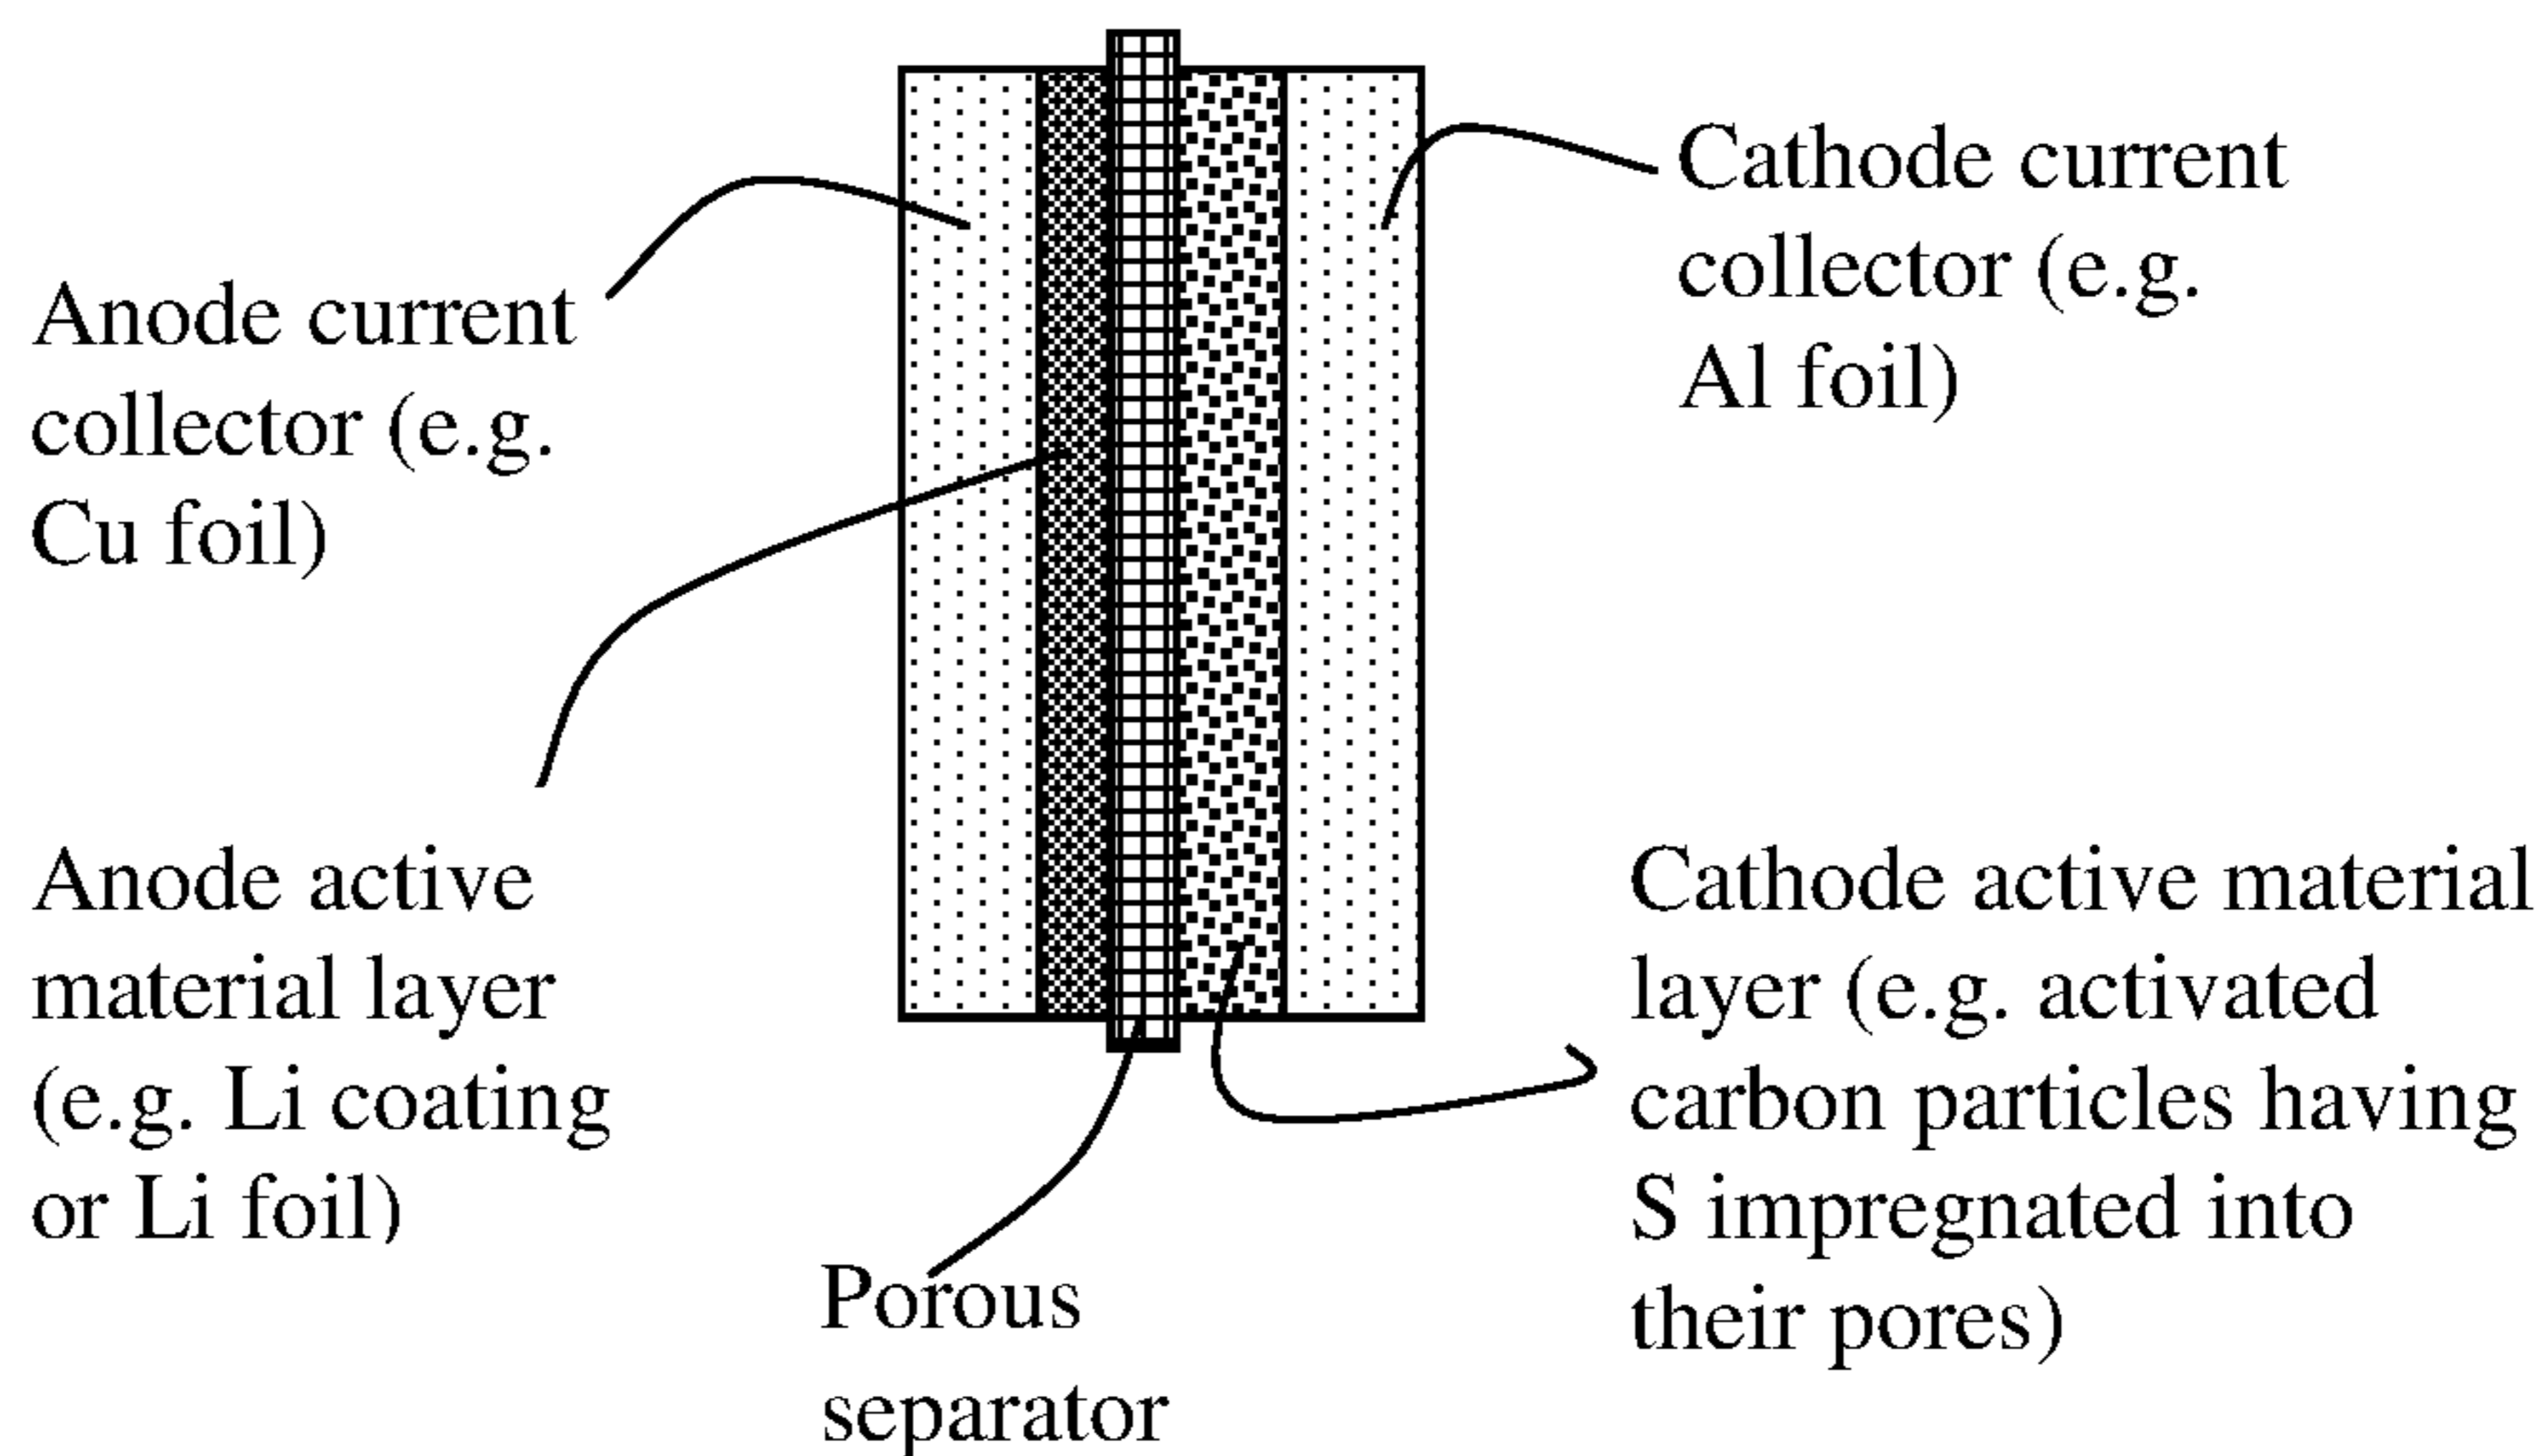 Anode current
collector (e.g.
Cu foil)
Cathode current
collector (e.g.
Al foil)
Anode active
material layer
(e.g. Li coating
or Li foil)
Cathode active material
layer (e.g. activated
carbon particles having
S impregnated into
their pores)
Porous
separator